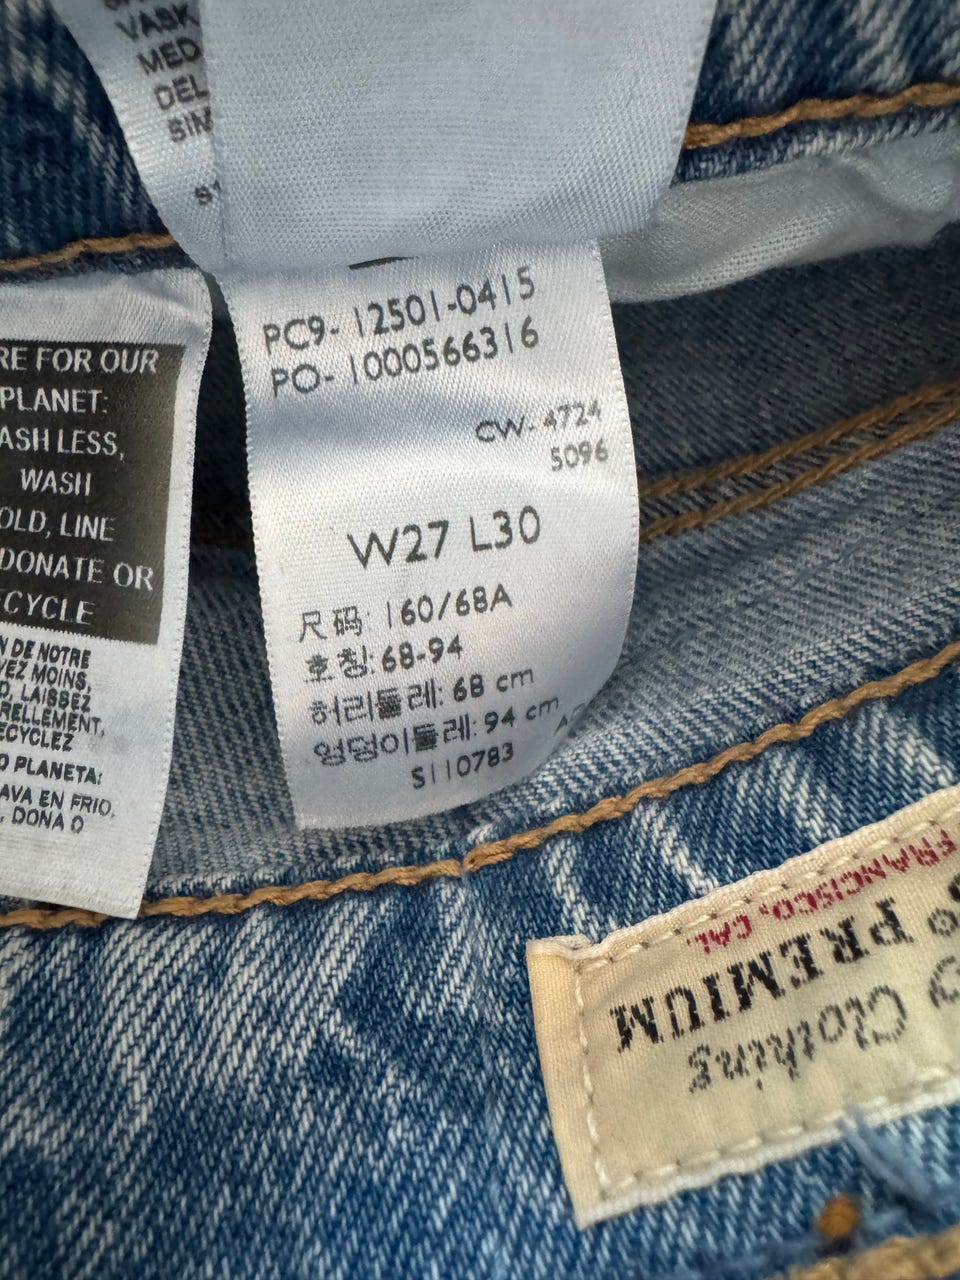 VASK
MED
DEL
PC9- 12501-0415
PO- 1000566316
CW- 4724
5096
W27 L30
尺码: 160/68A
호칭: 68-94
허리둘레: 68 cm
엉덩이둘레: 94 cm
S110783
RE FOR OUR
PLANET:
ASH LESS,
WASH
OLD, LINE
DONATE OR
ECYCLE
N DE NOTRE
VEZ MOINS,
D, LAISSEZ
RELLEMENT,
ECYCLEZ
O PLANETA:
AVA EN FRIO,
, DONA O
FRANCISCO, CAL.
PREMIUM
Clothing